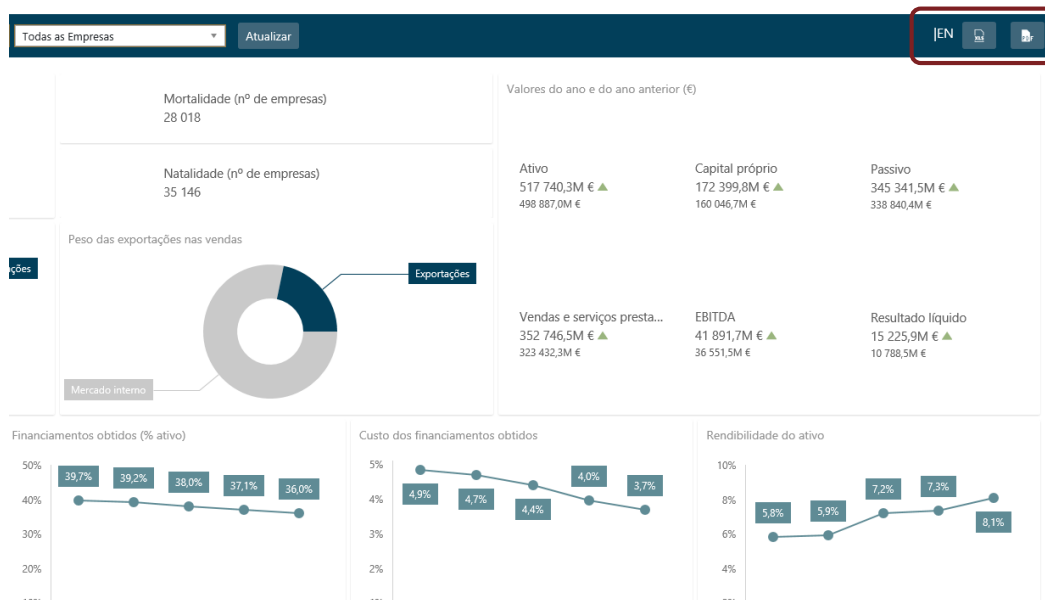 Todas as Empresas
Atualizar
|EN
XLS
PDF
Mortalidade (nº de empresas)
28 018
Natalidade (nº de empresas)
35 146
Valores do ano e do ano anterior (€)
Ativo
517 740,3M €
498 887,0M €
Capital próprio
172 399,8M €
160 046,7M €
Passivo
345 341,5M €
338 840,4M €
Vendas e serviços presta...
352 746,5M €
323 432,3M €
EBITDA
41 891,7M €
36 551,5M €
Resultado líquido
15 225,9M €
10 788,5M €
ções
Peso das exportações nas vendas
Exportações
Mercado interno
Financiamentos obtidos (% ativo)
50%
40%
30%
20%
39,7%
39,2%
38,0%
37,1%
36,0%
Custo dos financiamentos obtidos
5%
4%
3%
2%
4,9%
4,7%
4,4%
4,0%
3,7%
Rendibilidade do ativo
10%
8%
6%
4%
5,8%
5,9%
7,2%
7,3%
8,1%